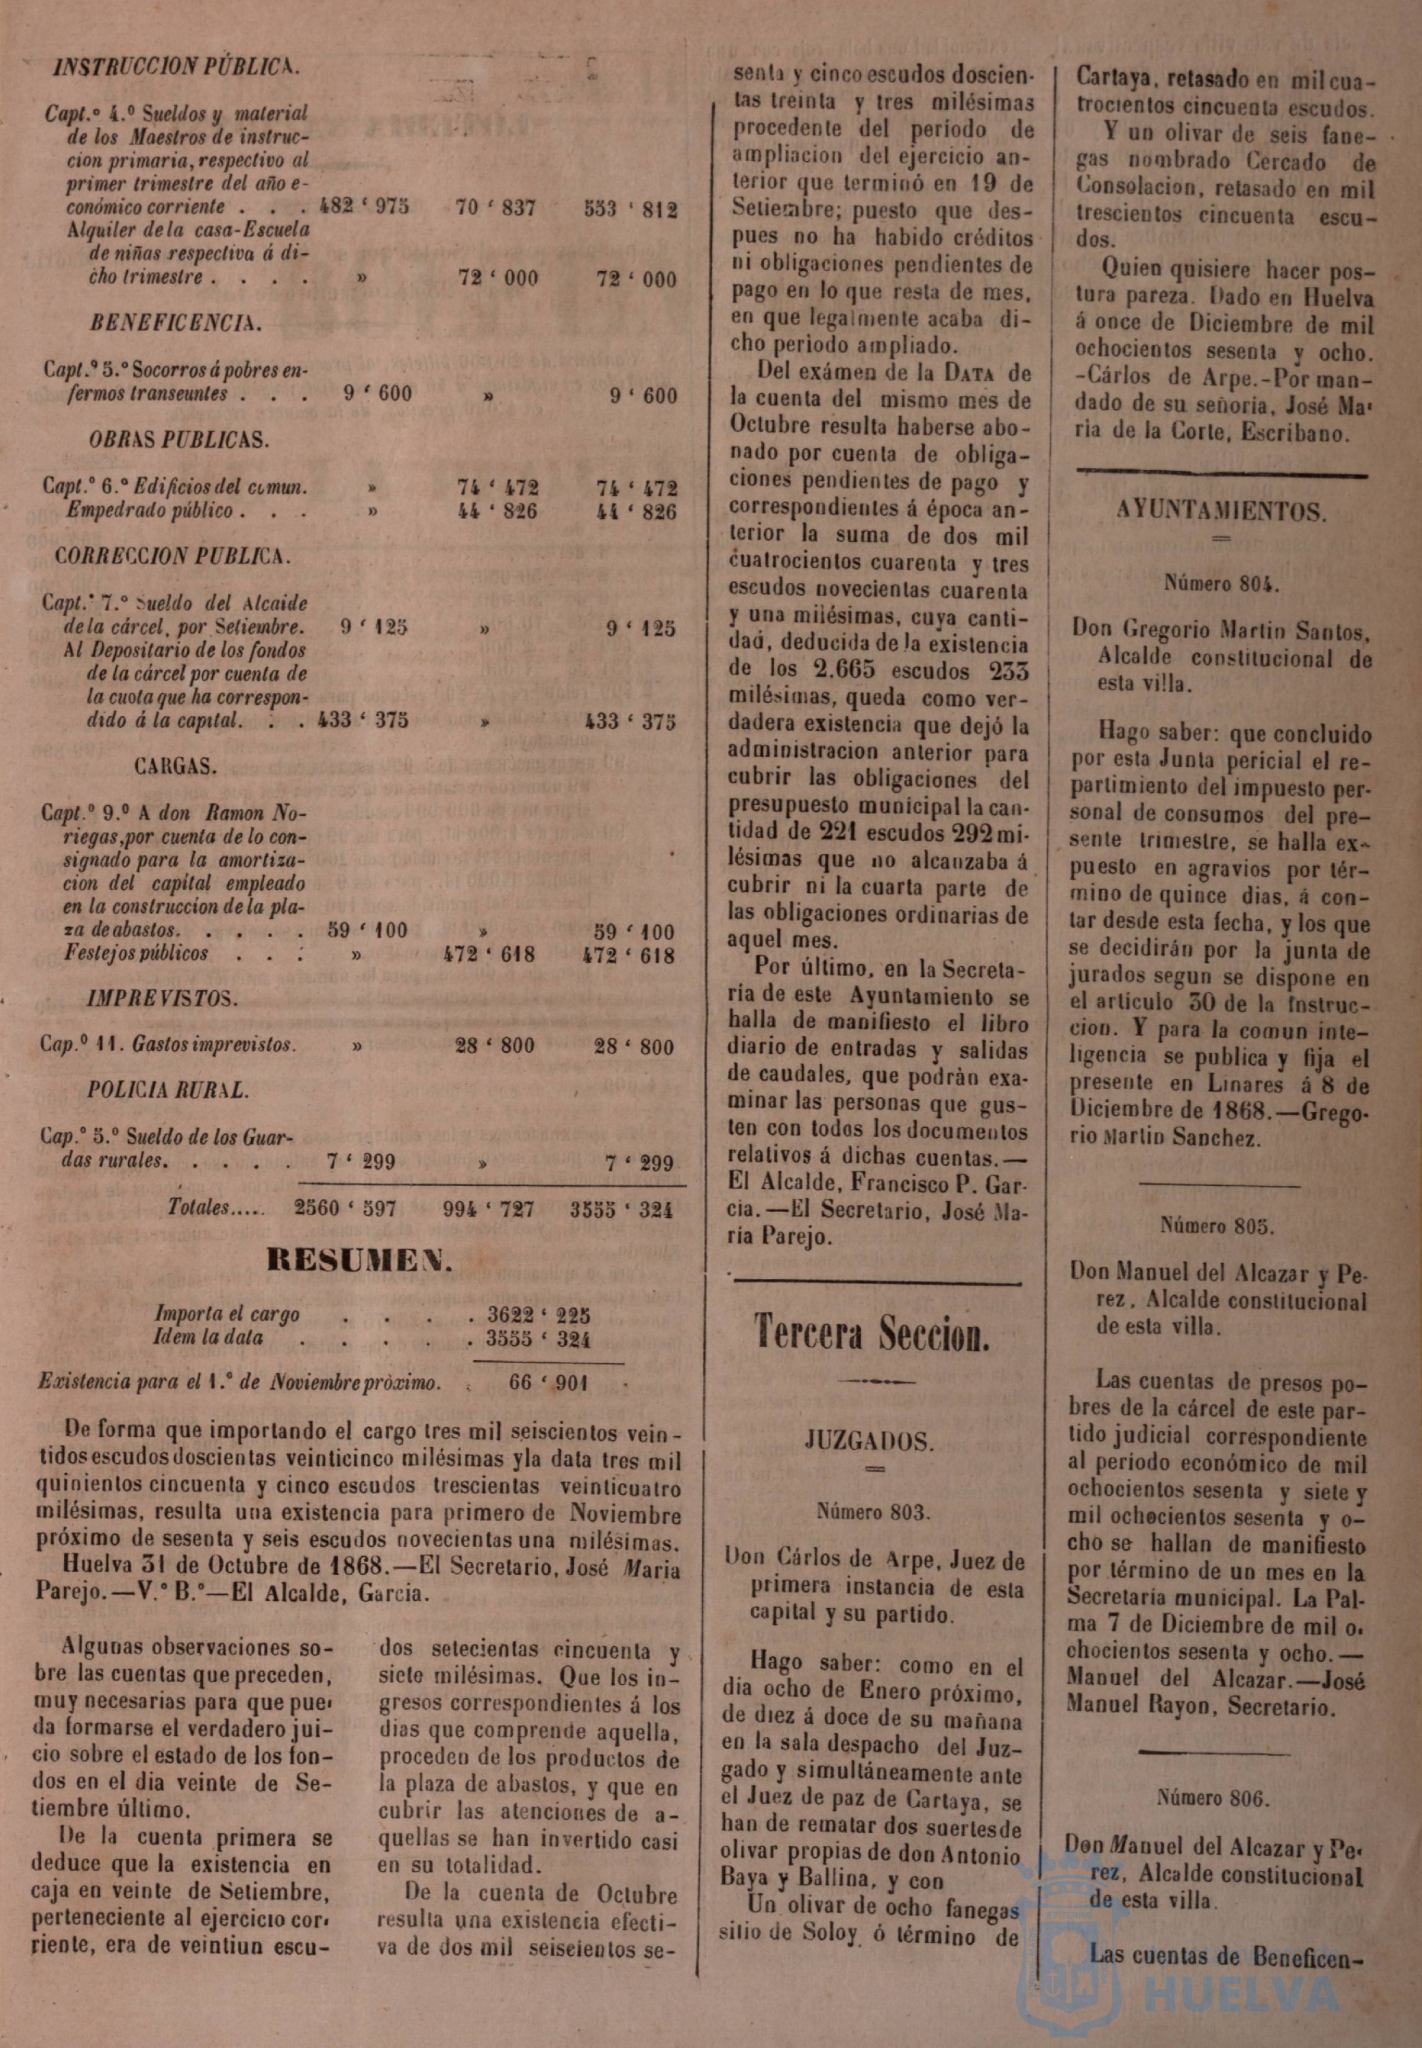 INSTRUCCION PÚBLICA.
Capt.º 4.º Sueldos y material
de los Maestros de instruc-
cion primaria, respectivo al
primer trimestre del año e-
conómico corriente . . . 482 ‘ 975 70 ‘ 837 553 ‘ 812
Alquiler de la casa-Escuela
de niñas respectiva á di-
cho trimestre . . . . » 72 ‘ 000 72 ‘ 000
BENEFICENCIA.
Capt.º 5.º Socorros á pobres en-
fermos transeuntes . . . 9 ‘ 600 » 9 ‘ 600
OBRAS PUBLICAS.
Capt.º 6.º Edificios del comun. » 74 ‘ 472 74 ‘ 472
Empedrado público . . . » 44 ‘ 826 44 ‘ 826
CORRECCION PUBLICA.
Capt.º 7.º Sueldo del Alcaide
de la cárcel, por Setiembre. 9 ‘ 125 » 9 ‘ 125
Al Depositario de los fondos
de la cárcel por cuenta de
la cuota que ha correspon-
dido á la capital. . . 433 ‘ 375 » 433 ‘ 375
CARGAS.
Capt.º 9.º A don Ramon No-
riegas, por cuenta de lo con-
signado para la amortiza-
cion del capital empleado
en la construccion de la pla-
za de abastos. . . . . 59 ‘ 100 » 59 ‘ 100
Festejos públicos . . : » 472 ‘ 618 472 ‘ 618
IMPREVISTOS.
Cap.º 11. Gastos imprevistos. » 28 ‘ 800 28 ‘ 800
POLICIA RURAL.
Cap.º 5.º Sueldo de los Guar-
das rurales. . . . . 7 ‘ 299 » 7 ‘ 299
Totales..... 2560 ‘ 597 994 ‘ 727 3555 ‘ 324
RESUMEN.
Importa el cargo . . . . 3622 ‘ 225
Idem la data . . . . . 3555 ‘ 324
Existencia para el 1.º de Noviembre pròximo. . 66 ‘ 901
De forma que importando el cargo tres mil seiscientos vein-
tidos escudos doscientas veinticinco milésimas y la data tres mil
quinientos cincuenta y cinco escudos trescientas veinticuatro
milésimas, resulta una existencia para primero de Noviembre
próximo de sesenta y seis escudos novecientas una milésimas.
Huelva 31 de Octubre de 1868.—El Secretario, José Maria
Parejo.—V.º B.º—El Alcalde, Garcia.
Algunas observaciones so-
bre las cuentas que preceden,
muy necesarias para que pue-
da formarse el verdadero jui-
cio sobre el estado de los fon-
dos en el dia veinte de Se-
tiembre último.
De la cuenta primera se
deduce que la existencia en
caja en veinte de Setiembre,
perteneciente al ejercicio cor-
riente, era de veintiun escu-
dos setecientas cincuenta y
siete milésimas. Que los in-
gresos correspondientes á los
dias que comprende aquella,
proceden de los productos de
la plaza de abastos, y que en
cubrir las atenciones de a-
quellas se han invertido casi
en su totalidad.
De la cuenta de Octubre
resulta una existencia efecti-
va de dos mil seiscientos se-
senta y cinco escudos doscien-
tas treinta y tres milésimas
procedente del periodo de
ampliacion del ejercicio an-
terior que terminó en 19 de
Setiembre; puesto que des-
pues no ha habido créditos
ni obligaciones pendientes de
pago en lo que resta de mes,
en que legalmente acaba di-
cho periodo ampliado.
Del exámen de la DATA de
la cuenta del mismo mes de
Octubre resulta haberse abo-
nado por cuenta de obliga-
ciones pendientes de pago y
correspondientes á época an-
terior la suma de dos mil
cuatrocientos cuarenta y tres
escudos novecientas cuarenta
y una milésimas, cuya canti-
dad, deducida de la existencia
de los 2.665 escudos 233
milésimas, queda como ver-
dadera existencia que dejó la
administracion anterior para
cubrir las obligaciones del
presupuesto municipal la can-
tidad de 221 escudos 292 mi-
lésimas que no alcanzaba á
cubrir ni la cuarta parte de
las obligaciones ordinarias de
aquel mes.
Por último, en la Secreta-
ria de este Ayuntamiento se
halla de manifiesto el libro
diario de entradas y salidas
de caudales, que podràn exa-
minar las personas que gus-
ten con todos los documentos
relativos á dichas cuentas.—
El Alcalde, Francisco P. Gar-
cia.—El Secretario, José Ma-
ría Parejo.
Tercera Seccion.
JUZGADOS.
Número 803.
Don Cárlos de Arpe, Juez de
primera instancia de esta
capital y su partido.
Hago saber: como en el
dia ocho de Enero próximo,
de diez á doce de su mañana
en la sala despacho del Juz-
gado y simultáneamente ante
el Juez de paz de Cartaya, se
han de rematar dos suertes de
olivar propias de don Antonio
Baya y Ballina, y con
Un olivar de ocho fanegas
sitio de Soloy ó término de
Cartaya, retasado en mil cua-
trocientos cincuenta escudos.
Y un olivar de seis fane-
gas nombrado Cercado de
Consolacion, retasado en mil
trescientos cincuenta escu-
dos.
Quien quisiere hacer pos-
tura pareza. Dado en Huelva
á once de Diciembre de mil
ochocientos sesenta y ocho.
-Cárlos de Arpe.-Por man-
dado de su señoria, José Ma-
ria de la Corte, Escribano.
AYUNTAMIENTOS.
Número 804.
Don Gregorio Martin Santos,
Alcalde constitucional de
esta villa.
Hago saber: que concluido
por esta Junta pericial el re-
partimiento del impuesto per-
sonal de consumos del pre-
sente trimestre, se halla ex-
puesto en agravios por tér-
mino de quince dias, á con-
tar desde esta fecha, y los que
se decidirán por la junta de
jurados segun se dispone en
el articulo 30 de la Instruc-
cion. Y para la comun inte-
ligencia se publica y fija el
presente en Linares á 8 de
Diciembre de 1868.—Grego-
rio Martin Sanchez.
Número 805.
Don Manuel del Alcazar y Pe-
rez, Alcalde constitucional
de esta villa.
Las cuentas de presos po-
bres de la cárcel de este par-
tido judicial correspondiente
al periodo económico de mil
ochocientos sesenta y siete y
mil ochocientos sesenta y o-
cho se hallan de manifiesto
por término de un mes en la
Secretaría municipal. La Pal-
ma 7 de Diciembre de mil o-
chocientos sesenta y ocho.—
Manuel del Alcazar.—José
Manuel Rayon, Secretario.
Número 806.
Don Manuel del Alcazar y Pe-
rez, Alcalde constitucional
de esta villa.
Las cuentas de Beneficen-
HUELVA